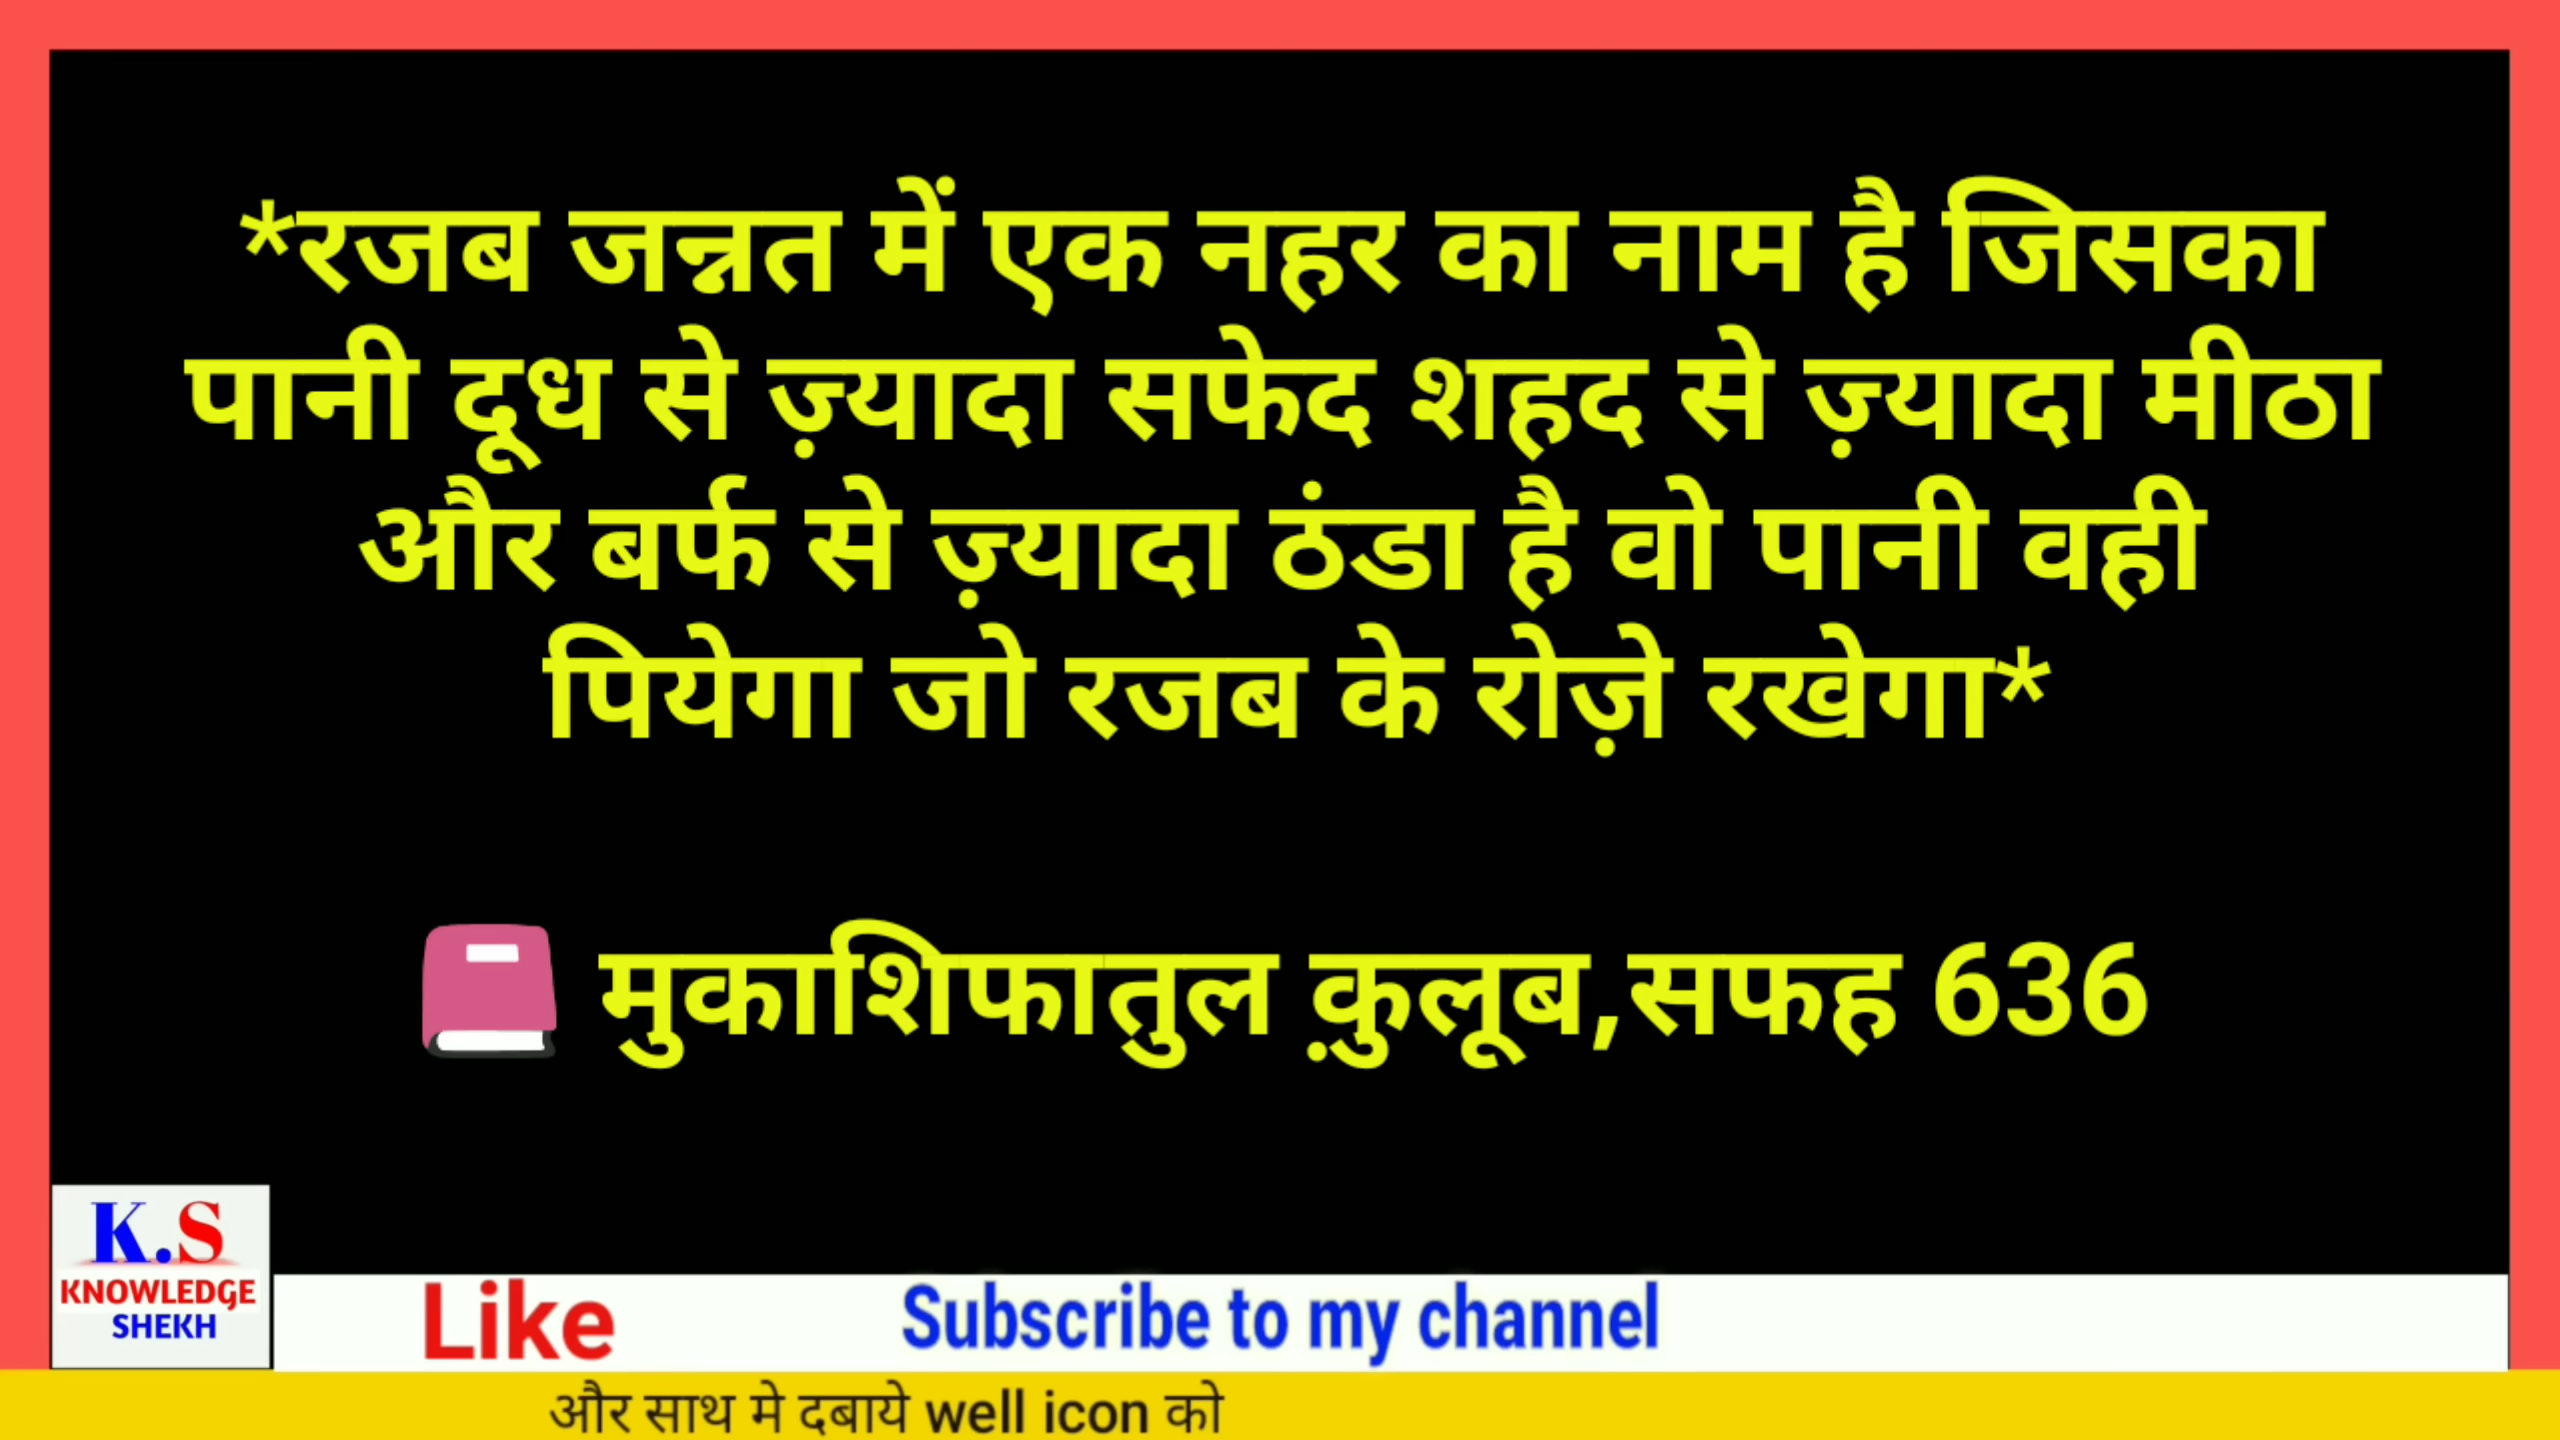 *रजब जन्नत में एक नहर का नाम है जिसका
पानी दूध से ज़्यादा सफेद शहद से ज़्यादा मीठा
और बर्फ से ज़्यादा ठंडा है वो पानी वही
पियेगा जो रजब के रोज़े रखेगा*
मुकाशिफातुल क़ुलूब,सफह 636
K.S
KNOWLEDGE
SHEKH
Like Subscribe to my channel
और साथ मे दबाये well icon को